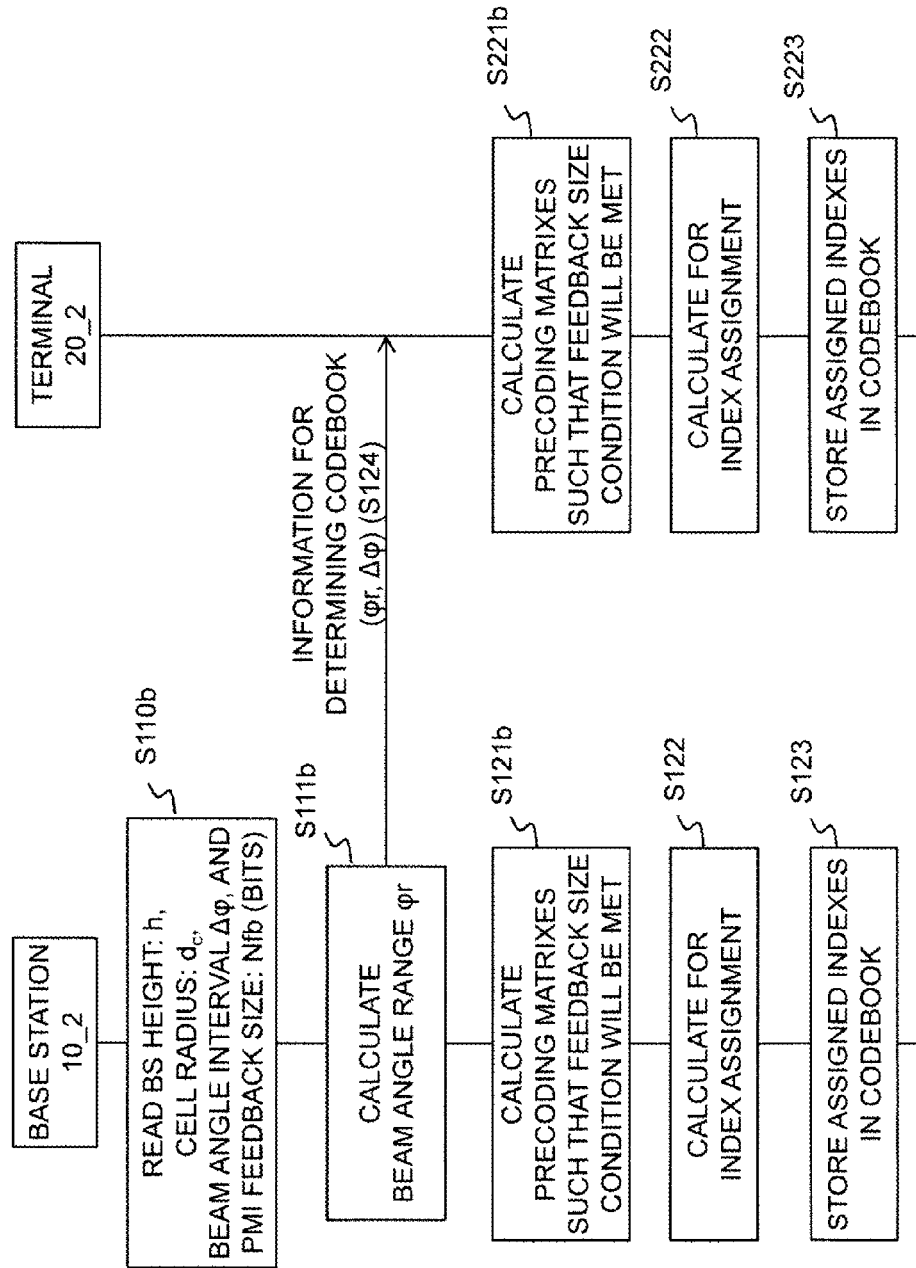 BASE STATION
10_2
TERMINAL
20_2
READ BS HEIGHT: h,
CELL RADIUS: dc,
BEAM ANGLE INTERVAL Δφ, AND
PMI FEEDBACK SIZE: Nfb (BITS)
S110b
CALCULATE
BEAM ANGLE RANGE φr
S111b
INFORMATION FOR
DETERMINING CODEBOOK
(φr, Δφ) (S124)
CALCULATE
PRECODING MATRIXES
SUCH THAT FEEDBACK SIZE
CONDITION WILL BE MET
S121b
CALCULATE
PRECODING MATRIXES
SUCH THAT FEEDBACK SIZE
CONDITION WILL BE MET
S221b
CALCULATE FOR
INDEX ASSIGNMENT
S122
CALCULATE FOR
INDEX ASSIGNMENT
S222
STORE ASSIGNED INDEXES
IN CODEBOOK
S123
STORE ASSIGNED INDEXES
IN CODEBOOK
S223